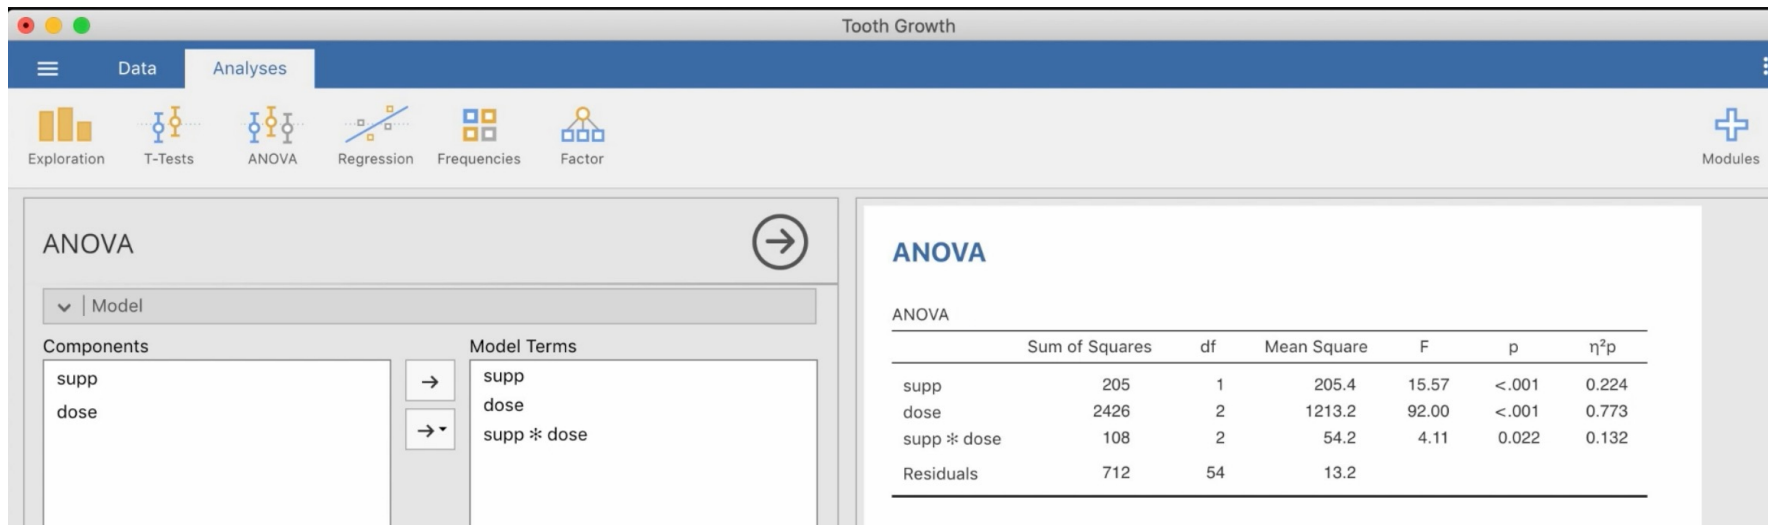 Tooth Growth
Data Analyses
Exploration T-Tests ANOVA Regression Frequencies Factor Modules
ANOVA
Model
Components Model Terms
supp supp
dose dose
supp ✻ dose
ANOVA
ANOVA
Sum of Squares df Mean Square F p η²p
supp 205 1 205.4 15.57 <.001 0.224
dose 2426 2 1213.2 92.00 <.001 0.773
supp ✻ dose 108 2 54.2 4.11 0.022 0.132
Residuals 712 54 13.2